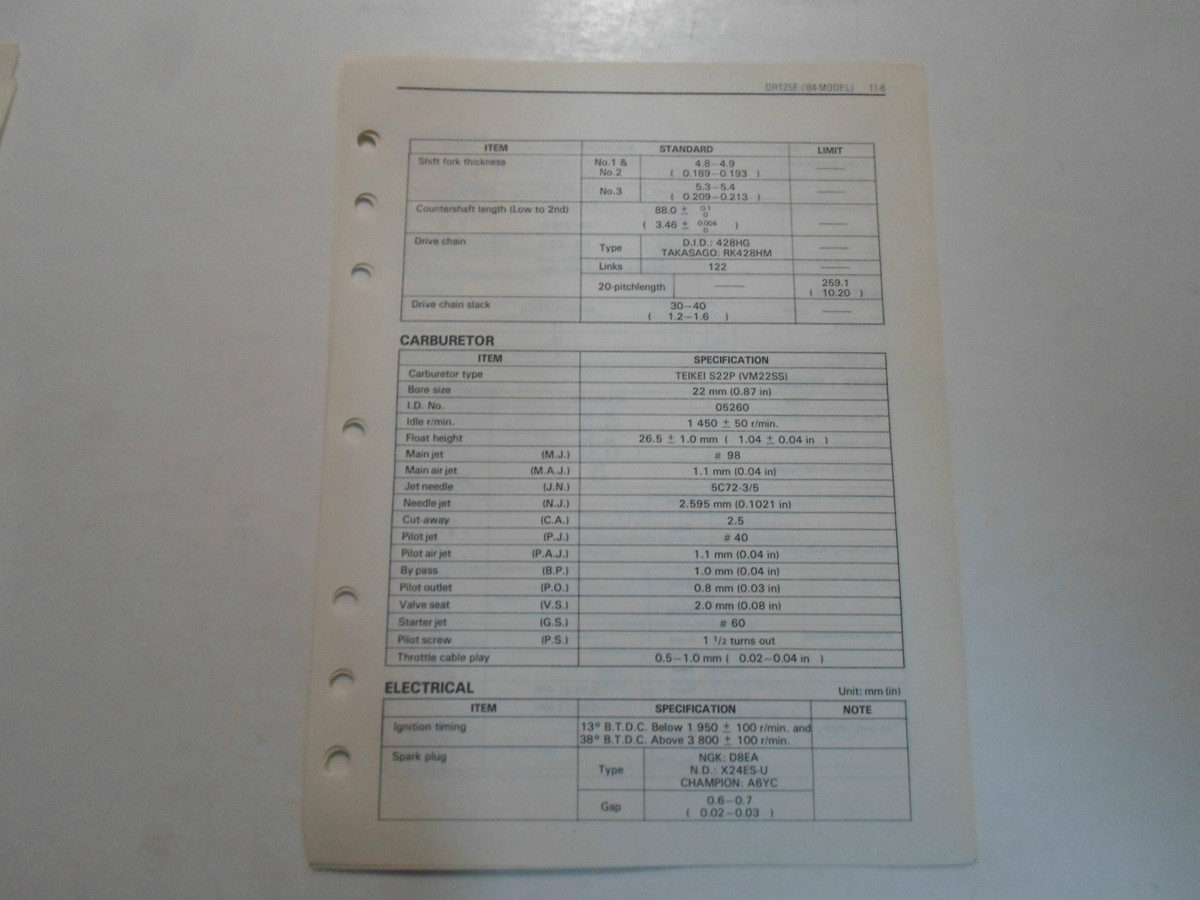 DR125E ('84-MODEL) 11-6
ITEM STANDARD LIMIT
Shift fork thickness No.1 & No.2 4.8–4.9 ( 0.189–0.193 ) ——
No.3 5.3–5.4 ( 0.209–0.213 ) ——
Countershaft length (Low to 2nd) 88.0 ± 0.1 0 ( 3.46 ± 0.004 0 ) ——
Drive chain Type D.I.D.: 428HG TAKASAGO: RK428HM ——
Links 122 ——
20-pitchlength —— 259.1 ( 10.20 )
Drive chain slack 30–40 ( 1.2–1.6 ) ——
CARBURETOR
ITEM SPECIFICATION
Carburetor type TEIKEI S22P (VM22SS)
Bore size 22 mm (0.87 in)
I.D. No. 05260
Idle r/min. 1 450 ± 50 r/min.
Float height 26.5 ± 1.0 mm ( 1.04 ± 0.04 in )
Main jet (M.J.) # 98
Main air jet (M.A.J.) 1.1 mm (0.04 in)
Jet needle (J.N.) 5C72-3/5
Needle jet (N.J.) 2.595 mm (0.1021 in)
Cut-away (C.A.) 2.5
Pilot jet (P.J.) # 40
Pilot air jet (P.A.J.) 1.1 mm (0.04 in)
By pass (B.P.) 1.0 mm (0.04 in)
Pilot outlet (P.O.) 0.8 mm (0.03 in)
Valve seat (V.S.) 2.0 mm (0.08 in)
Starter jet (G.S.) # 60
Pilot screw (P.S.) 1 1/2 turns out
Throttle cable play 0.5–1.0 mm ( 0.02–0.04 in )
ELECTRICAL Unit: mm (in)
ITEM SPECIFICATION NOTE
Ignition timing 13° B.T.D.C. Below 1 950 ± 100 r/min. and
38° B.T.D.C. Above 3 800 ± 100 r/min.
Spark plug Type NGK: D8EA
N.D.: X24ES-U
CHAMPION: A6YC
Gap 0.6–0.7
( 0.02–0.03 )